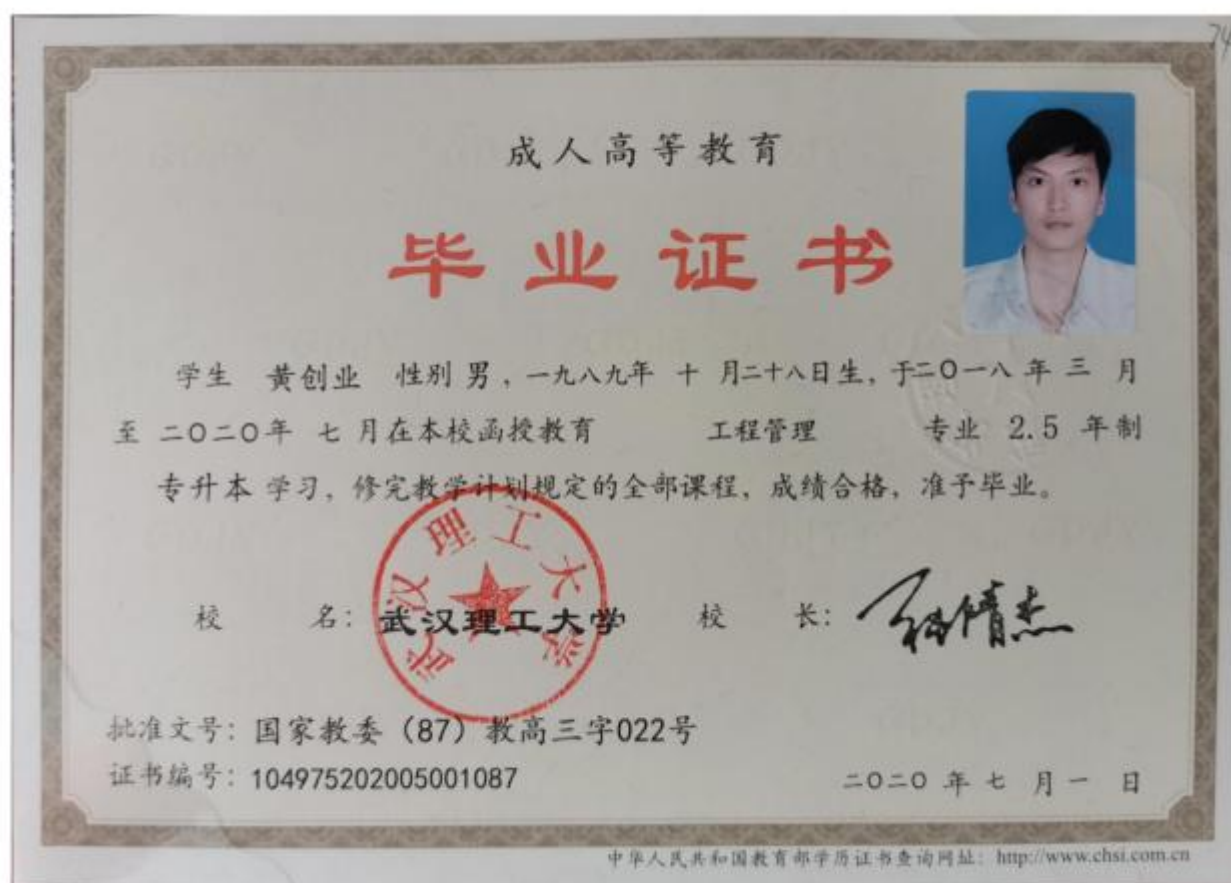 74
成人高等教育
毕业证书
学生 黄创业 性别 男，一九八九年 十 月二十八日生，于二〇一八 年 三 月
至 二〇二〇年 七 月在本校函授教育 工程管理 专业 2.5 年制
专升本 学习，修完教学计划规定的全部课程，成绩合格，准予毕业。
武汉理工大学
校 名：武汉理工大学 校 长：
批准文号：国家教委（87）教高三字022号
证书编号：104975202005001087
二〇二〇 年 七 月 一 日
中华人民共和国教育部学历证书查询网址：http://www.chsi.com.cn